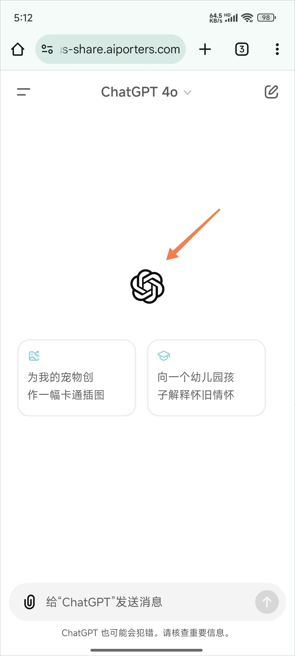 5:12
64.5 KB/s
HD
98
:s-share.aiporters.com
3
ChatGPT 4o
为我的宠物创
作一幅卡通插图
向一个幼儿园孩
子解释怀旧情怀
给“ChatGPT”发送消息
ChatGPT 也可能会犯错。请核查重要信息。